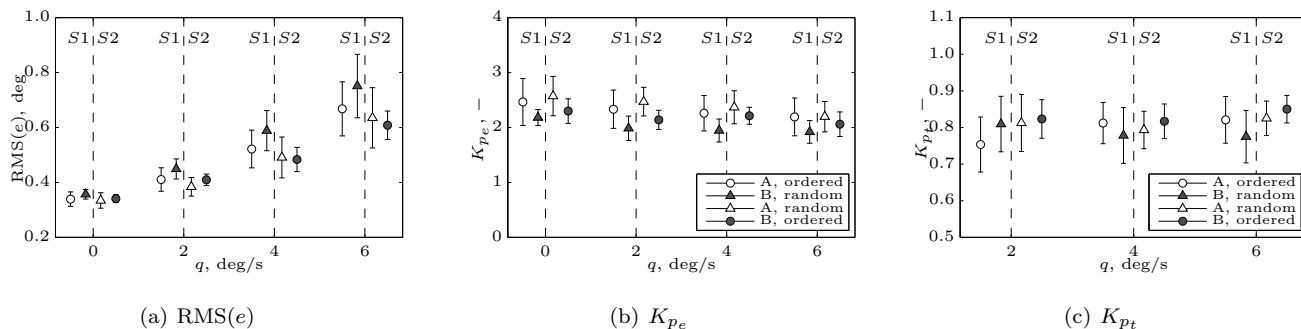 S1 S2 S1 S2 S1 S2 S1 S2
1.0
0.8
0.6
0.4
0.2
RMS(e), deg
0 2 4 6
q, deg/s
(a) RMS(e)
S1 S2 S1 S2 S1 S2 S1 S2
4
3
2
1
0
K_{p_e}, −
A, ordered
B, random
A, random
B, ordered
0 2 4 6
q, deg/s
(b) K_{p_e}
S1 S2 S1 S2 S1 S2
1.1
1.0
0.9
0.8
0.7
0.6
0.5
K_{p_t}, −
A, ordered
B, random
A, random
B, ordered
2 4 6
q, deg/s
(c) K_{p_t}